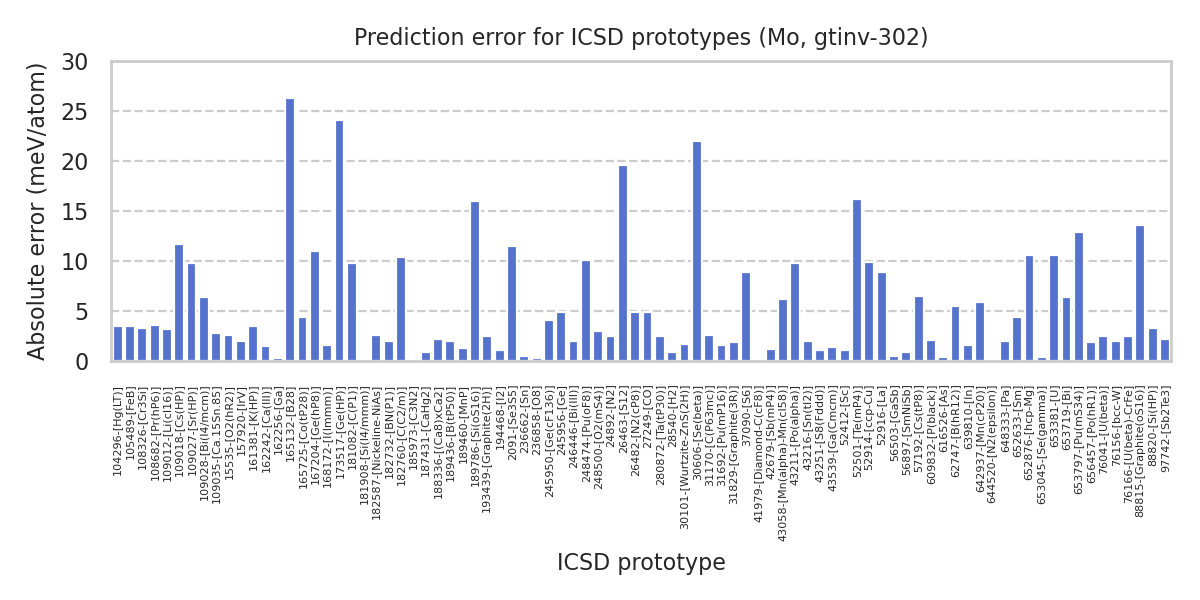 Prediction error for ICSD prototypes (Mo, gtinv-302)
Absolute error (meV/atom)
30
25
20
15
10
5
0
104296-[Hg(LT)]
105489-[FeB]
108326-[Cr3Si]
108682-[Pr(hP6)]
109012-[Li(cI16)]
109018-[Cs(HP)]
109027-[Sr(HP)]
109028-[Bi(I4/mcm)]
109035-[Ca.15Sn.85]
15535-[O2(hR2)]
157920-[IrV]
161381-[K(HP)]
162242-[Ca(III)]
162256-[Ga]
165132-[B28]
165725-[Co(tP28)]
167204-[Ge(hP8)]
168172-[I(Immm)]
173517-[Ge(HP)]
181082-[C(P1)]
181908-[Si(I4/mmm)]
182587-[Nickeline-NiAs]
182732-[BN(P1)]
182760-[C(C2/m)]
185973-[C3N2]
187431-[CaHg2]
188336-[(Ca8)xCa2]
189436-[B(tP50)]
189460-[MnP]
189786-[Si(oS16)]
193439-[Graphite(2H)]
194468-[I2]
2091-[Se3S5]
236662-[Sn]
236858-[O8]
245950-[Ge(cF136)]
245956-[Ge]
246446-[Bi(III)]
248474-[Pu(oF8)]
248500-[O2(mS4)]
24892-[N2]
26463-[S12]
26482-[N2(cP8)]
27249-[CO]
280872-[Ta(tP30)]
28540-[H2]
30101-[Wurtzite-ZnS(2H)]
30606-[Se(beta)]
31170-[C(P63mc)]
31692-[Pu(mP16)]
31829-[Graphite(3R)]
37090-[S6]
41979-[Diamond-C(cF8)]
42679-[Sb(mP4)]
43058-[Mn(alpha)-Mn(cI58)]
43211-[Po(alpha)]
43216-[Sn(tI2)]
43251-[S8(Fddd)]
43539-[Ga(Cmcm)]
52412-[Sc]
52501-[Te(mP4)]
52914-[ccp-Cu]
52916-[La]
56503-[GaSb]
56897-[SmNiSb]
57192-[Cs(tP8)]
609832-[P(black)]
616526-[As]
62747-[B(hR12)]
639810-[In]
642937-[Mn(cP20)]
644520-[N2(epsilon)]
648333-[Pa]
652633-[Sm]
652876-[hcp-Mg]
653045-[Se(gamma)]
653381-[U]
653719-[Bi]
653797-[Pu(mS34)]
656457-[Po(hR1)]
76041-[U(beta)]
76156-[bcc-W]
76166-[U(beta)-CrFe]
88815-[Graphite(oS16)]
88820-[Si(HP)]
97742-[Sb2Te3]
ICSD prototype